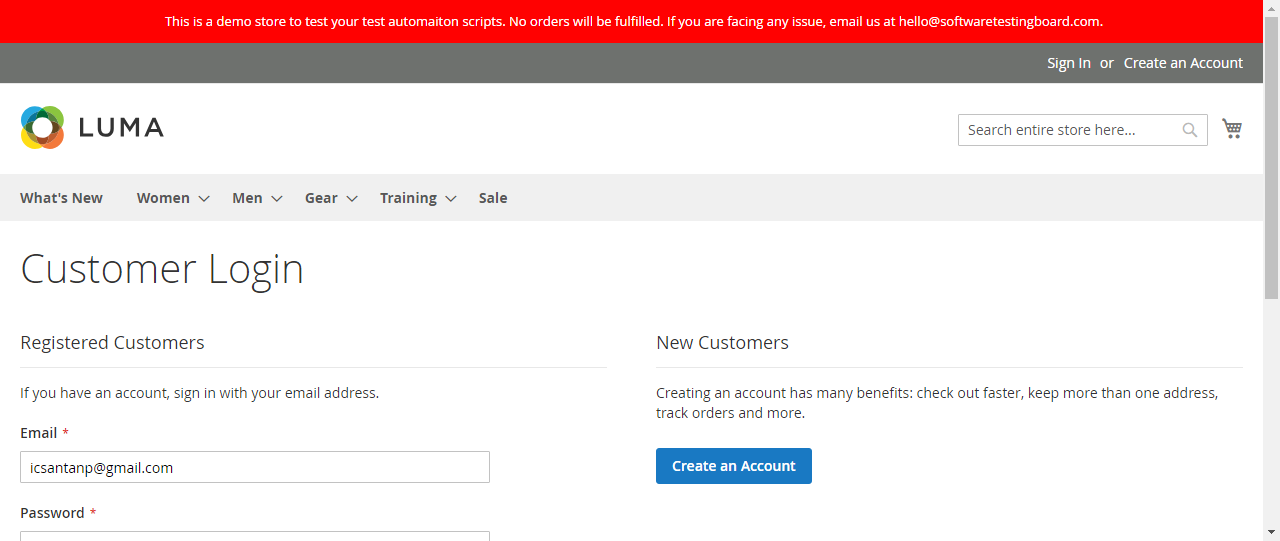 This is a demo store to test your test automaiton scripts. No orders will be fulfilled. If you are facing any issue, email us at hello@softwaretestingboard.com.
Sign In or Create an Account
LUMA
Search entire store here...
What's New Women Men Gear Training Sale
Customer Login
Registered Customers
If you have an account, sign in with your email address.
Email *
icsantanp@gmail.com
Password *
New Customers
Creating an account has many benefits: check out faster, keep more than one address,
track orders and more.
Create an Account